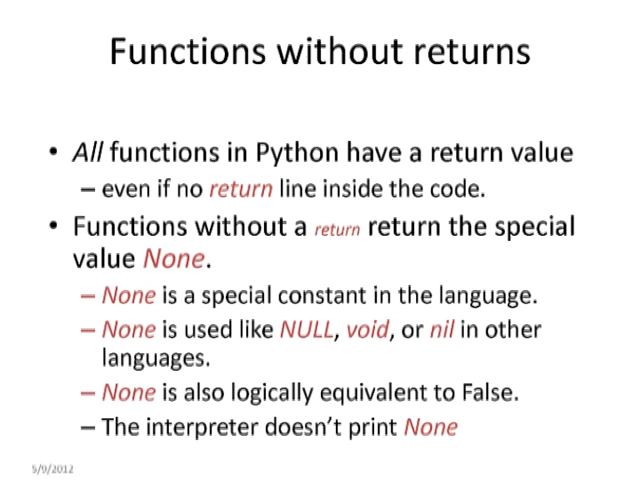 Functions without returns
• All functions in Python have a return value
– even if no return line inside the code.
• Functions without a return return the special
value None.
– None is a special constant in the language.
– None is used like NULL, void, or nil in other
languages.
– None is also logically equivalent to False.
– The interpreter doesn't print None
5/9/2012